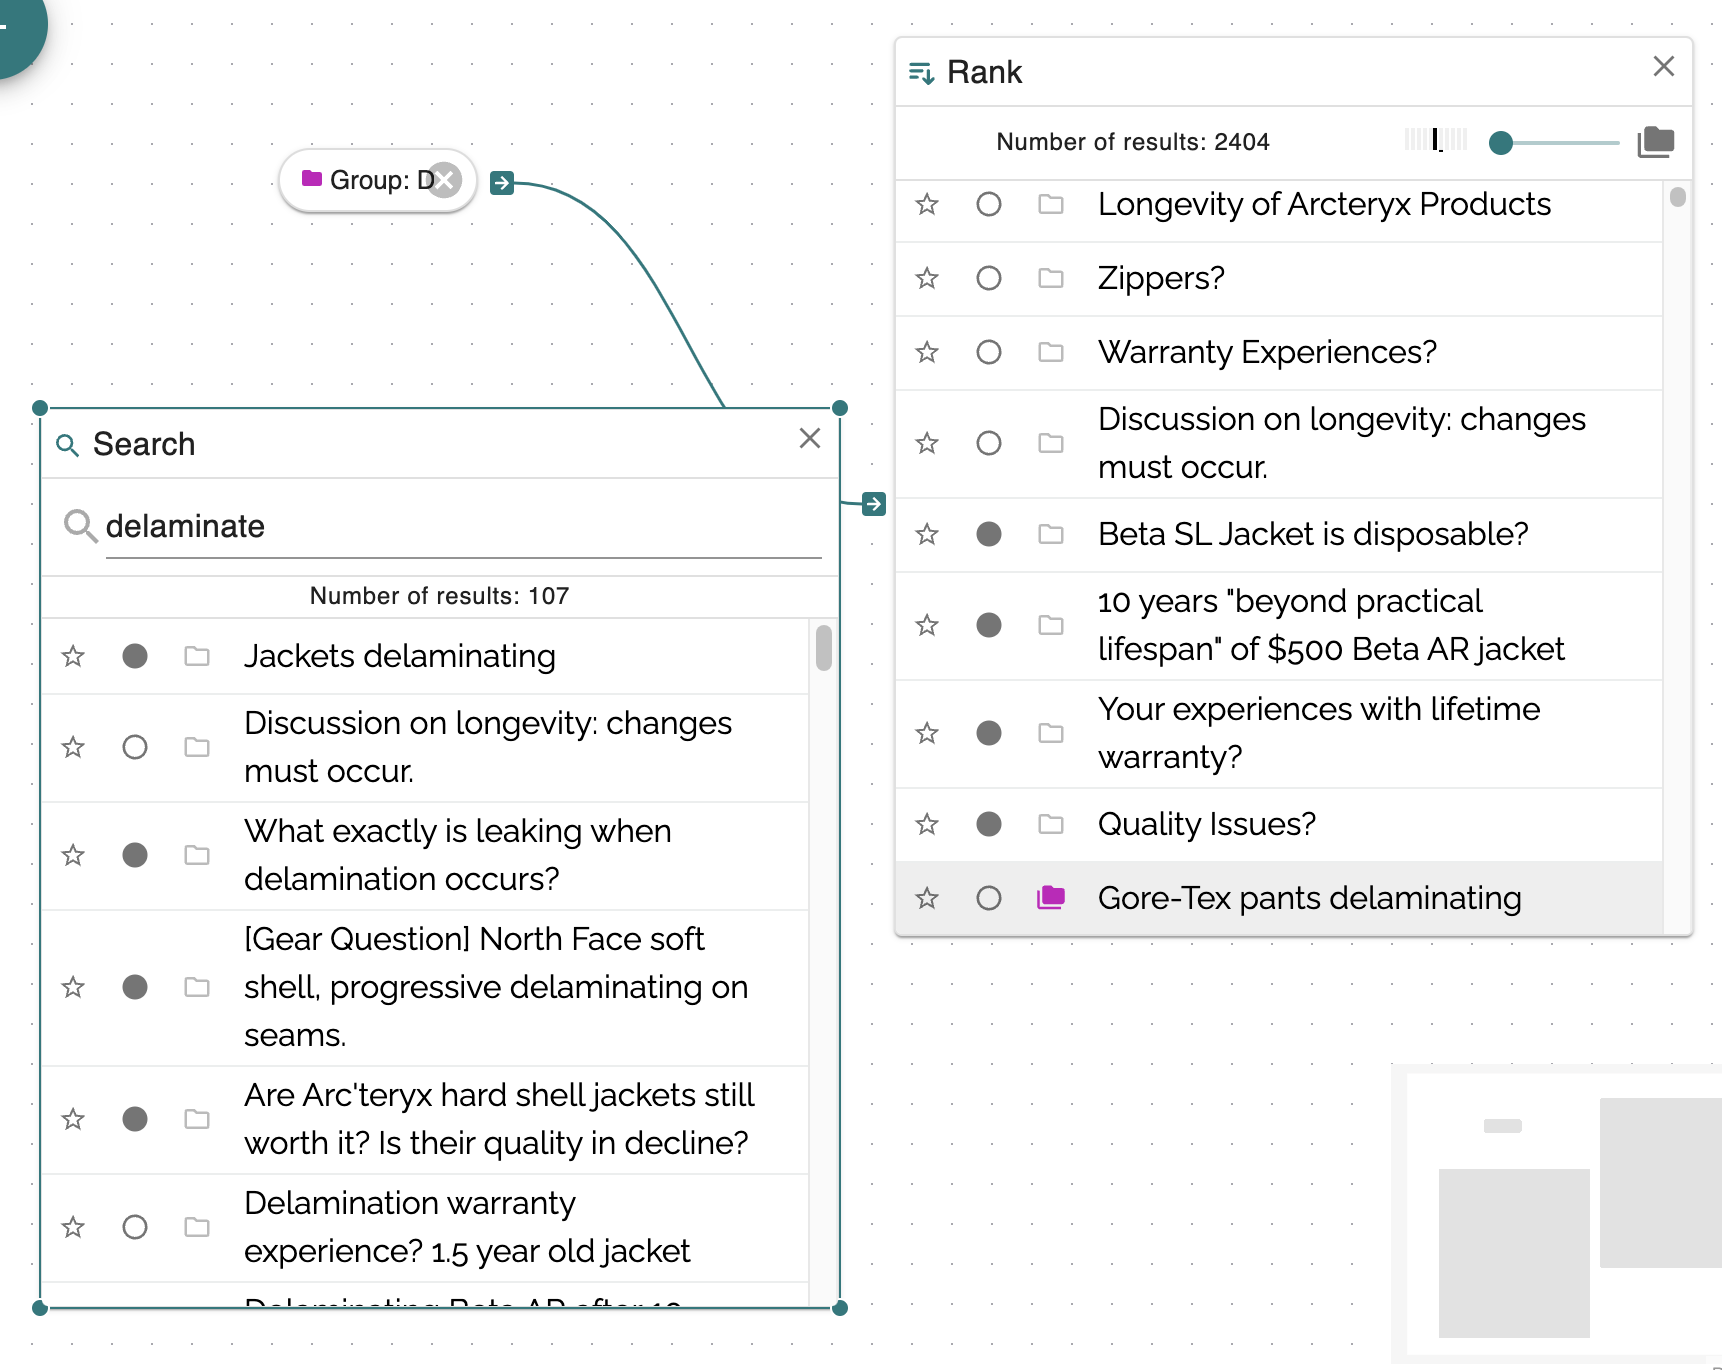 Rank
Number of results: 2404
Group: D
Longevity of Arcteryx Products
Zippers?
Warranty Experiences?
Discussion on longevity: changes
must occur.
Beta SL Jacket is disposable?
10 years "beyond practical
lifespan" of $500 Beta AR jacket
Your experiences with lifetime
warranty?
Quality Issues?
Gore-Tex pants delaminating
Search
delaminate
Number of results: 107
Jackets delaminating
Discussion on longevity: changes
must occur.
What exactly is leaking when
delamination occurs?
[Gear Question] North Face soft
shell, progressive delaminating on
seams.
Are Arc'teryx hard shell jackets still
worth it? Is their quality in decline?
Delamination warranty
experience? 1.5 year old jacket
Delaminating Beta AR after 10